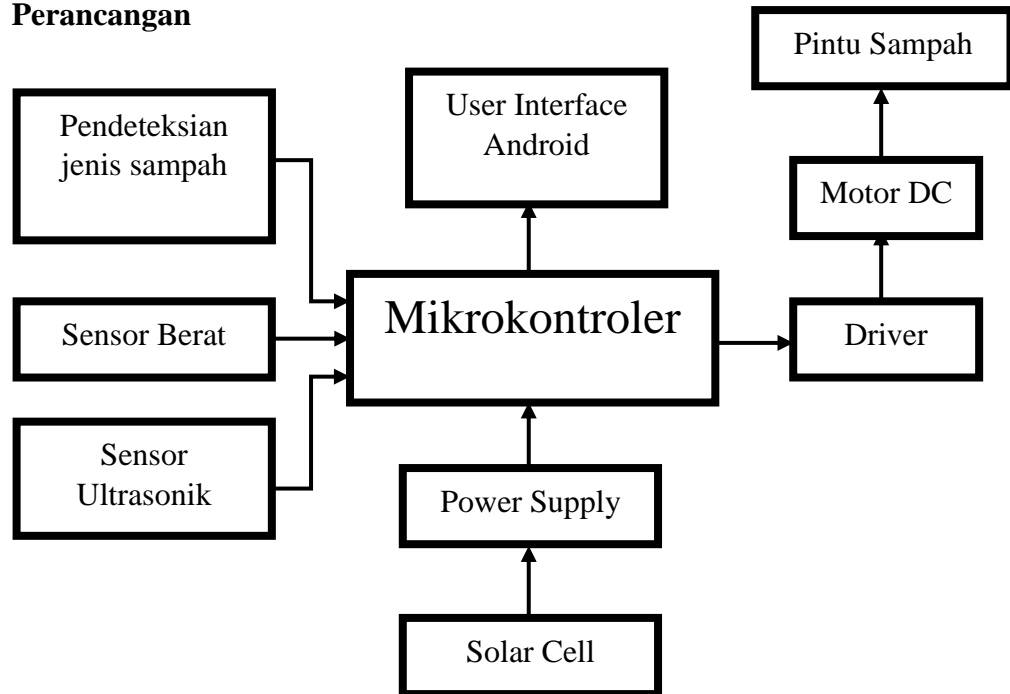 Perancangan
Pintu Sampah
User Interface
Android
Pendeteksian
jenis sampah
Motor DC
Mikrokontroler
Sensor Berat
Driver
Sensor
Ultrasonik
Power Supply
Solar Cell